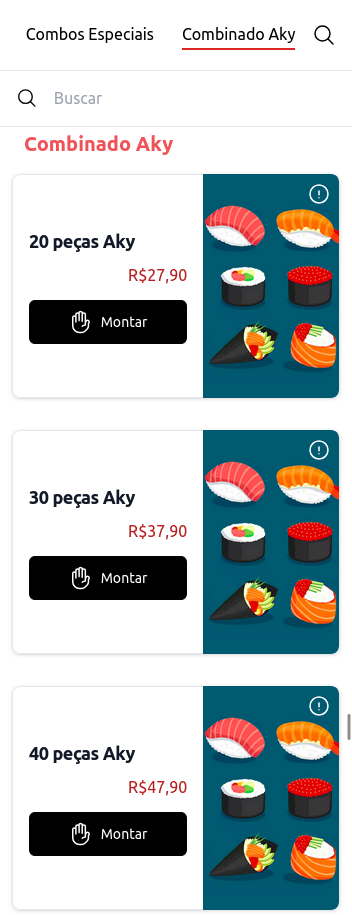 Combos Especiais Combinado Aky
Buscar
Combinado Aky
20 peças Aky
R$27,90
Montar
30 peças Aky
R$37,90
Montar
40 peças Aky
R$47,90
Montar